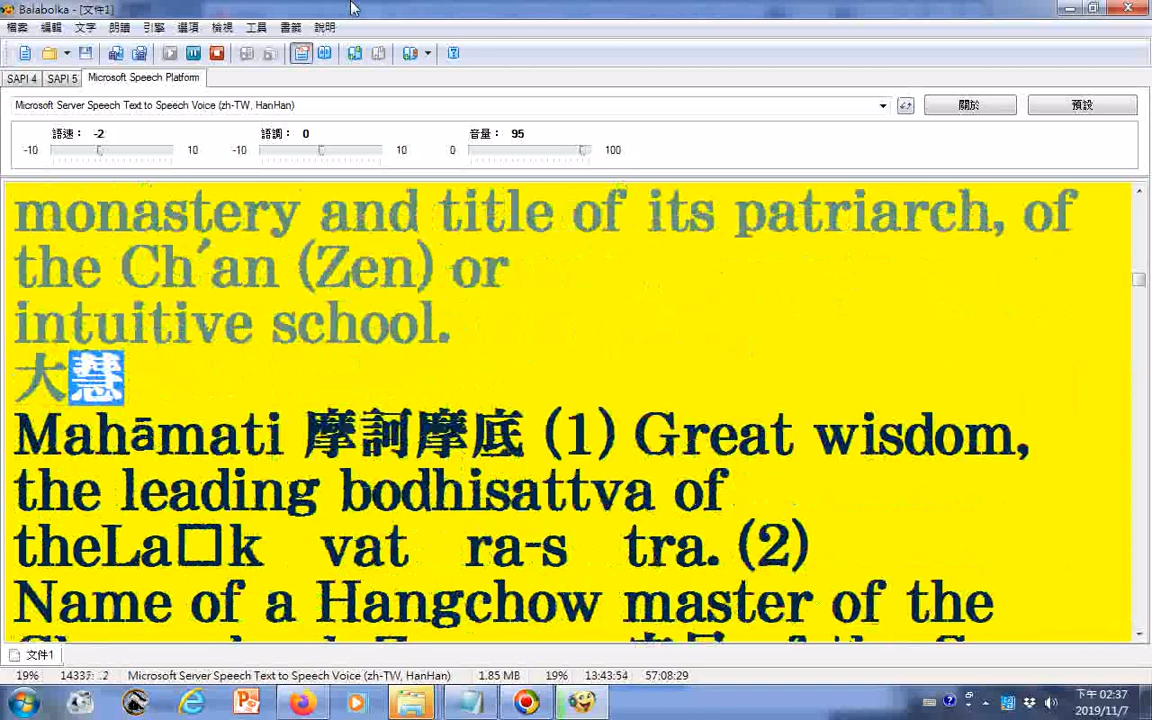 Balabolka - [文件1]
檔案 編輯 文字 朗讀 引擎 選項 檢視 工具 書籤 說明
SAPI 4 SAPI 5 Microsoft Speech Platform
Microsoft Server Speech Text to Speech Voice (zh-TW, HanHan) 關於 預設
語速： -2 語調： 0 音量： 95
-10 10 -10 10 0 100
monastery and title of its patriarch, of
the Ch′an (Zen) or
intuitive school.
大慧
Mahāmati 摩訶摩底 (1) Great wisdom,
the leading bodhisattva of
theLa□k vat ra-s tra. (2)
Name of a Hangchow master of the
文件1
19% Microsoft Server Speech Text to Speech Voice (zh-TW, HanHan) 1.85 MB 19% 13:43:54 57:08:29
下午 02:37
2019/11/7